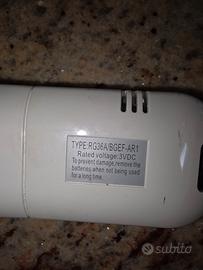 TYPE:RG36A/BGEF-AR1
Rated voltage:3VDC
To prevent damage,remove the
batteries when not being used
for a long time.
subito